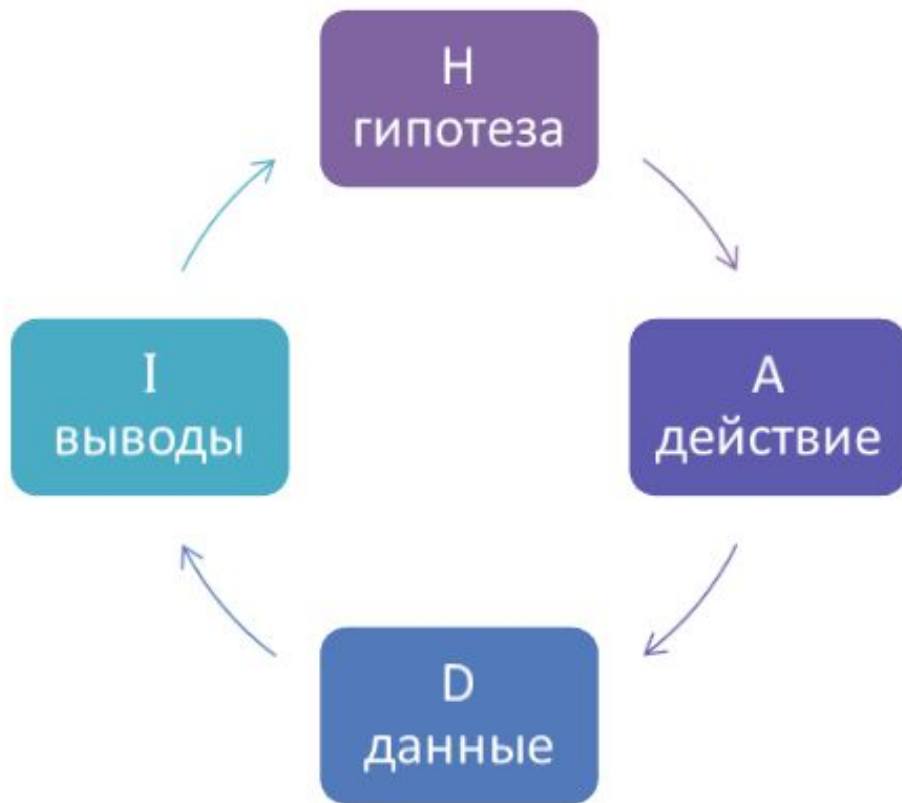 H
гипотеза
I
выводы
A
действие
D
данные